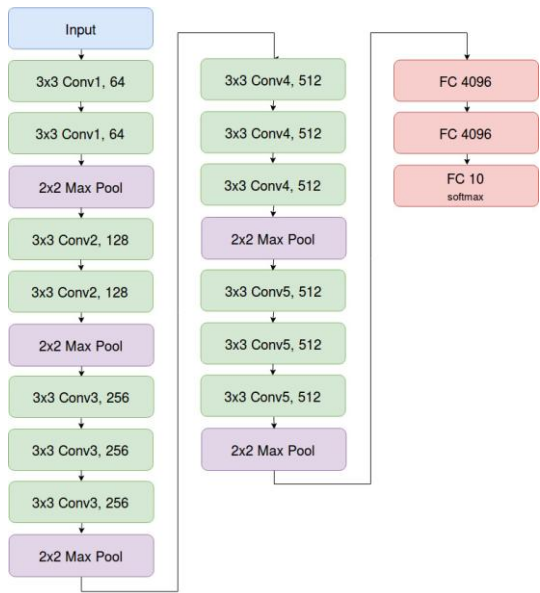 Input
3x3 Conv1, 64
3x3 Conv1, 64
2x2 Max Pool
3x3 Conv2, 128
3x3 Conv2, 128
2x2 Max Pool
3x3 Conv3, 256
3x3 Conv3, 256
3x3 Conv3, 256
2x2 Max Pool
3x3 Conv4, 512
3x3 Conv4, 512
3x3 Conv4, 512
2x2 Max Pool
3x3 Conv5, 512
3x3 Conv5, 512
3x3 Conv5, 512
2x2 Max Pool
FC 4096
FC 4096
FC 10
softmax